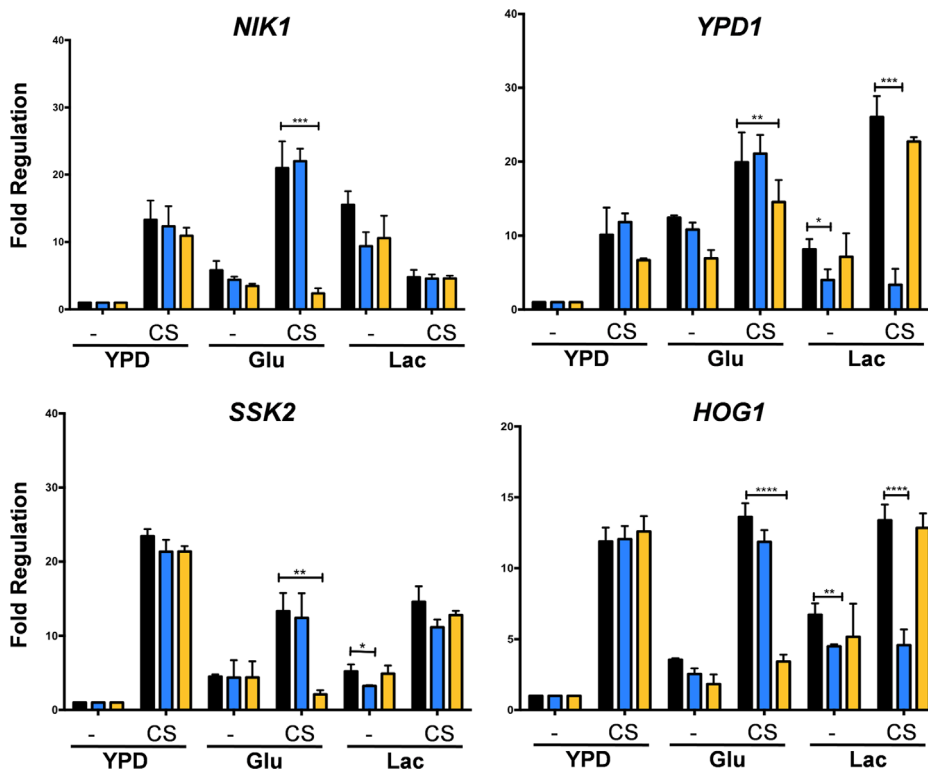 NIK1
Fold Regulation
40
30
20
10
0
***
- CS - CS - CS
YPD Glu Lac
YPD1
40
30
20
10
0
** * ***
- CS - CS - CS
YPD Glu Lac
SSK2
Fold Regulation
40
30
20
10
0
** *
- CS - CS - CS
YPD Glu Lac
HOG1
20
15
10
5
0
**** ** ****
- CS - CS - CS
YPD Glu Lac